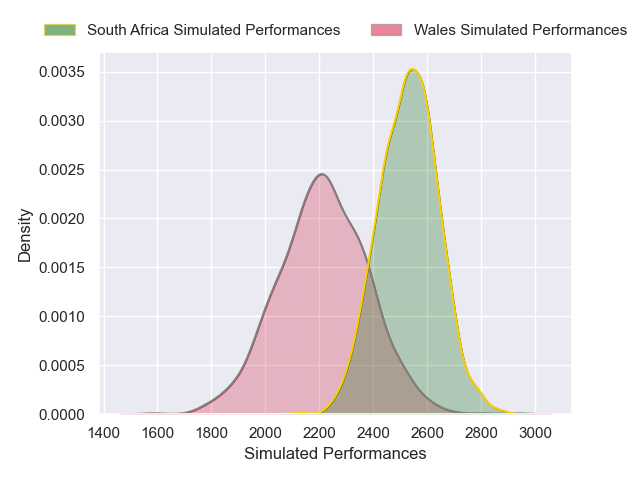 South Africa Simulated Performances Wales Simulated Performances
0.0035
0.0030
0.0025
0.0020
0.0015
0.0010
0.0005
0.0000
Density
1400 1600 1800 2000 2200 2400 2600 2800 3000
Simulated Performances